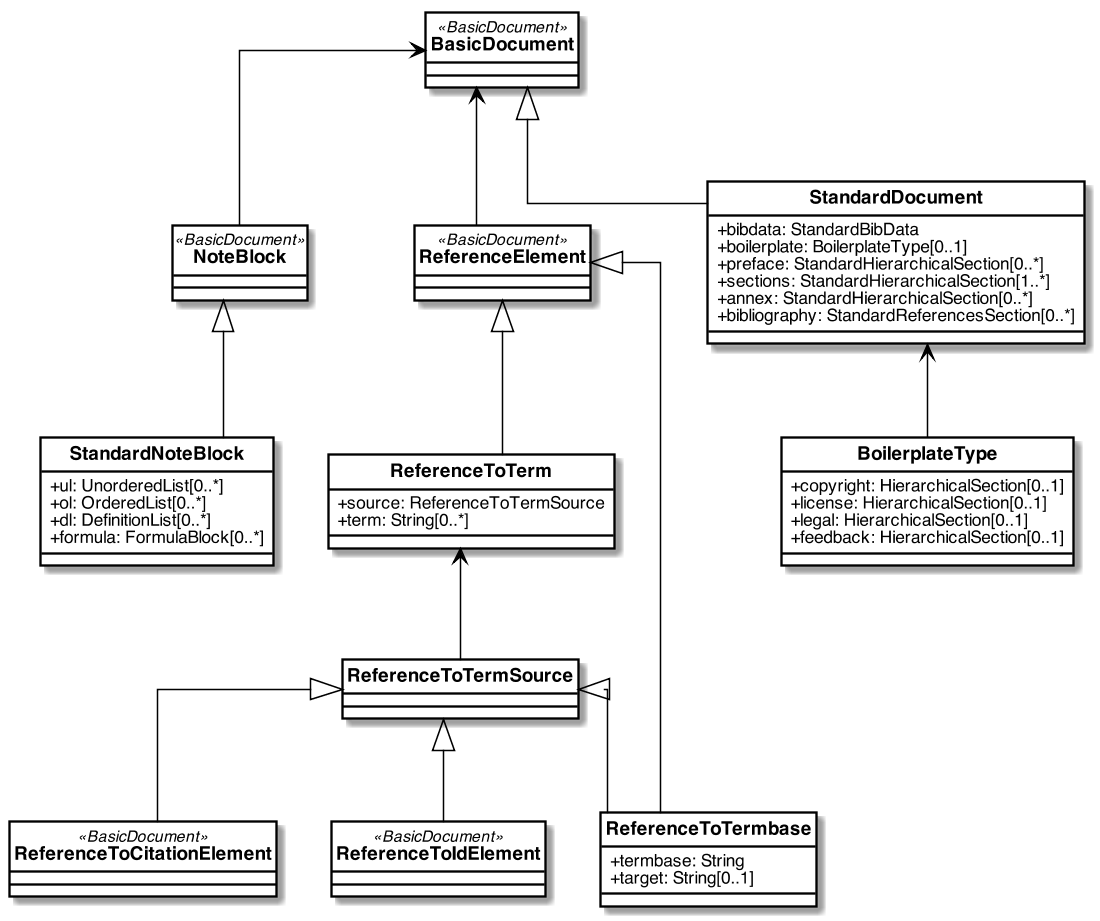 «BasicDocument»
BasicDocument
StandardDocument
+bibdata: StandardBibData
+boilerplate: BoilerplateType[0..1]
+preface: StandardHierarchicalSection[0..*]
+sections: StandardHierarchicalSection[1..*]
+annex: StandardHierarchicalSection[0..*]
+bibliography: StandardReferencesSection[0..*]
«BasicDocument»
NoteBlock
«BasicDocument»
ReferenceElement
StandardNoteBlock
+ul: UnorderedList[0..*]
+ol: OrderedList[0..*]
+dl: DefinitionList[0..*]
+formula: FormulaBlock[0..*]
ReferenceToTerm
+source: ReferenceToTermSource
+term: String[0..*]
BoilerplateType
+copyright: HierarchicalSection[0..1]
+license: HierarchicalSection[0..1]
+legal: HierarchicalSection[0..1]
+feedback: HierarchicalSection[0..1]
ReferenceToTermSource
«BasicDocument»
ReferenceToCitationElement
«BasicDocument»
ReferenceToIdElement
ReferenceToTermbase
+termbase: String
+target: String[0..1]